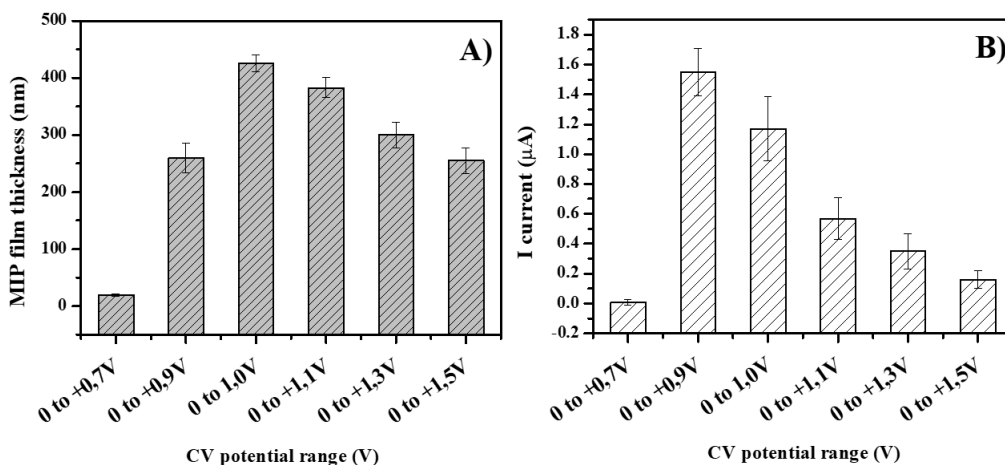 A)
MIP film thickness (nm)
500
400
300
200
100
0
0 to +0,7V
0 to +0,9V
0 to 1,0V
0 to +1,1V
0 to +1,3V
0 to +1,5V
CV potential range (V)
B)
I current (µA)
1.8
1.6
1.4
1.2
1.0
0.8
0.6
0.4
0.2
0.0
-0.2
0 to +0,7V
0 to +0,9V
0 to 1,0V
0 to +1,1V
0 to +1,3V
0 to +1,5V
CV potential range (V)